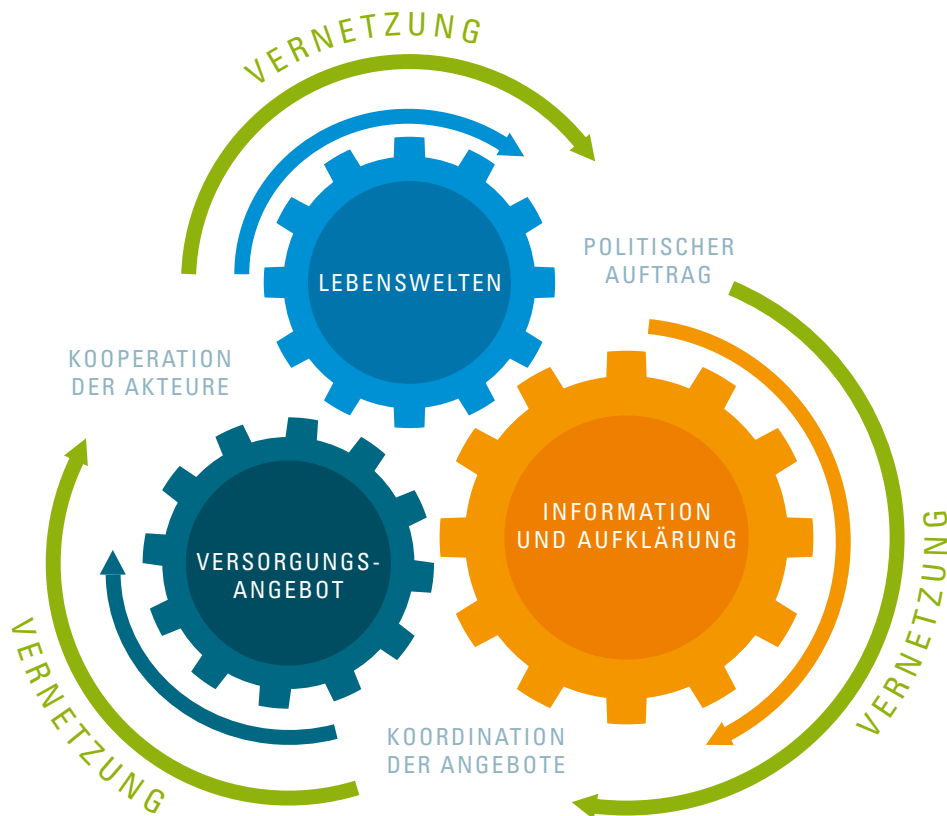 VERNETZUNG
LEBENSWELTEN
POLITISCHER
AUFTRAG
KOOPERATION
DER AKTEURE
INFORMATION
UND AUFKLÄRUNG
VERSORGUNGS-
ANGEBOT
VERNETZUNG
VERNETZUNG
KOORDINATION
DER ANGEBOTE